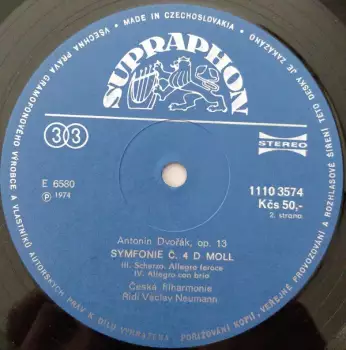 MADE IN CZECHOSLOVAKIA
VŠECHNA PRÁVA GRAMOFONOVÉHO VÝROBCE A VLASTNÍKŮ AUTORSKÝCH PRÁV K DÍLU VYHRAZENA
POŘIZOVÁNÍ KOPIÍ, VEŘEJNÉ PROVOZOVÁNÍ A ROZHLASOVÉ ŠÍŘENÍ TÉTO DESKY JE ZAKÁZÁNO
SUPRAPHON
33
STEREO
E 6580
℗ 1974
1110 3574
Kčs 50,-
2. strana
Antonín Dvořák, op. 13
SYMFONIE Č. 4 D MOLL
III. Scherzo. Allegro feroce
IV. Allegro con brio
Česká filharmonie
Řídí Václav Neumann